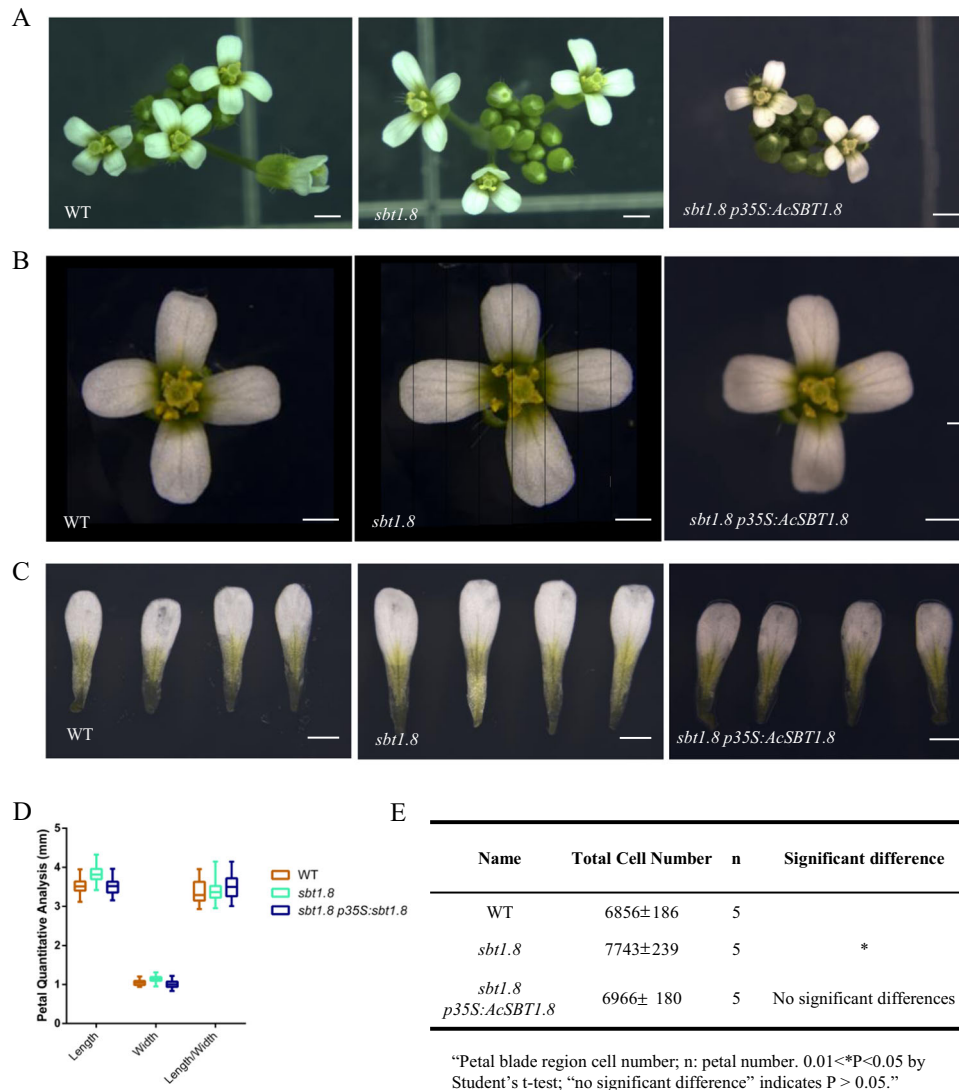 A
WT
sbt1.8
sbt1.8 p35S:AcSBT1.8
B
WT
sbt1.8
sbt1.8 p35S:AcSBT1.8
C
WT
sbt1.8
sbt1.8 p35S:AcSBT1.8
D
Petal Quantitative Analysis (mm)
5
4
3
2
1
0
Length
Width
Length/Width
WT
sbt1.8
sbt1.8 p35S:sbt1.8
E
Name Total Cell Number n Significant difference
WT 6856±186 5
sbt1.8 7743±239 5 *
sbt1.8
p35S:AcSBT1.8 6966± 180 5 No significant differences
“Petal blade region cell number; n: petal number. 0.01<*P<0.05 by
Student’s t-test; “no significant difference” indicates P > 0.05.”